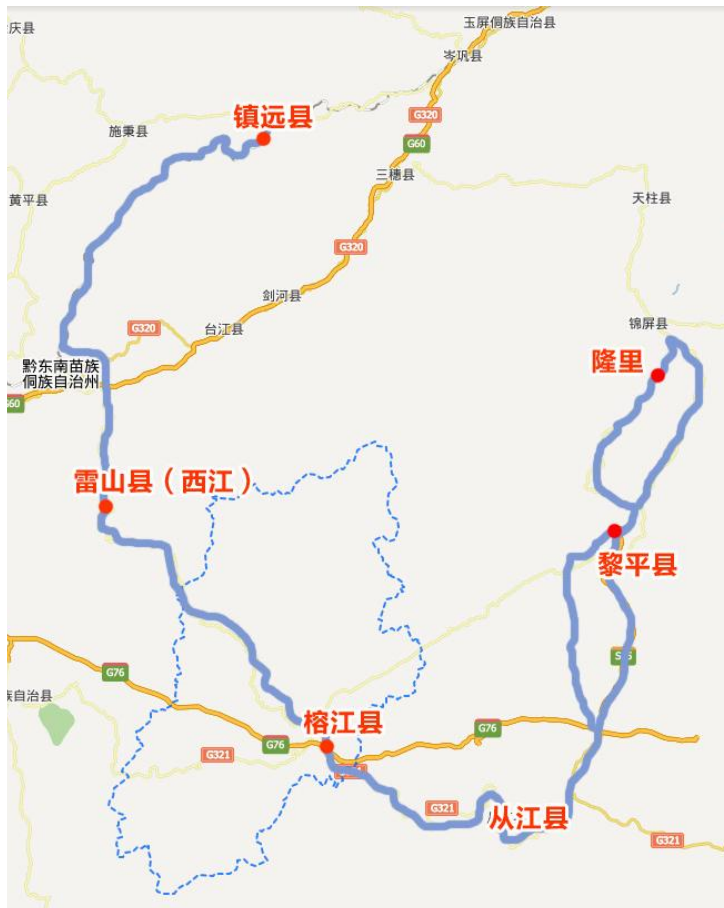 玉屏侗族自治县
庆县
岑巩县
G320
镇远县
施秉县
G60
三穗县
黄平县
天柱县
G320
剑河县
G320
台江县
锦屏县
黔东南苗族
侗族自治州
隆里
G60
雷山县（西江）
黎平县
G76
族自治县
榕江县
G76
G76
G321
G321
从江县
G321